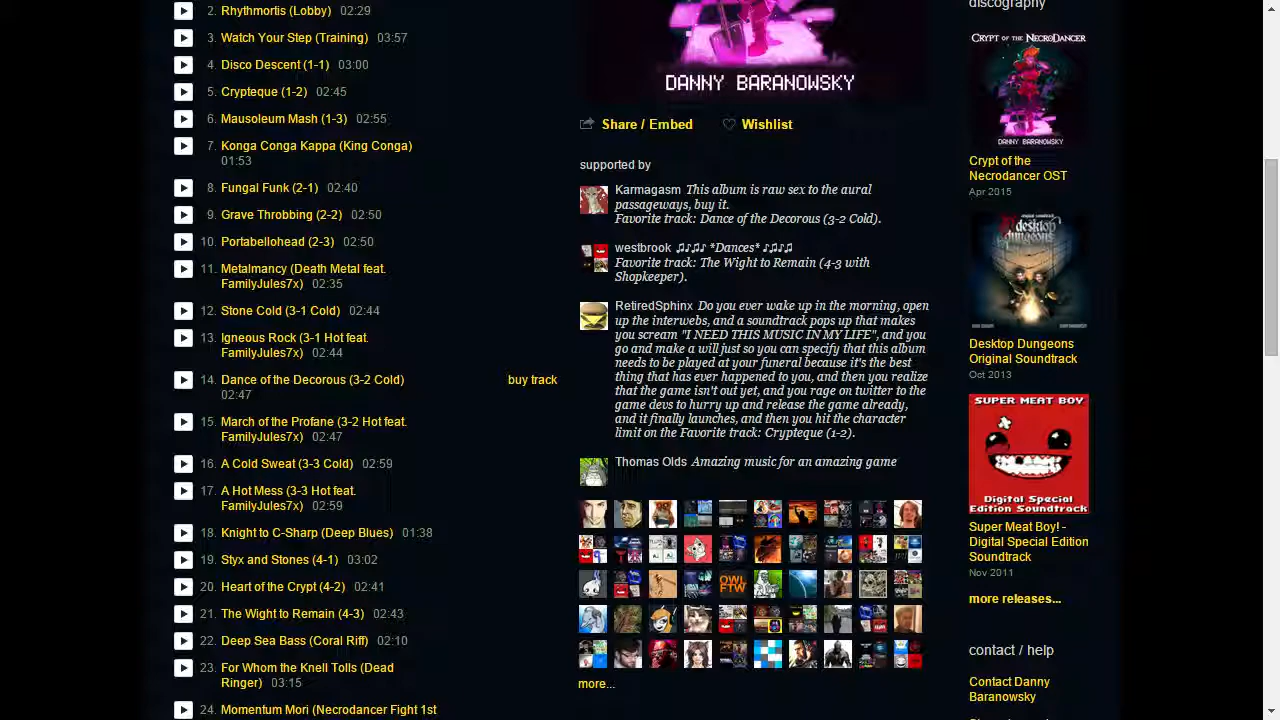 2. Rhythmortis (Lobby) 02:29
3. Watch Your Step (Training) 03:57
4. Disco Descent (1-1) 03:00
5. Crypteque (1-2) 02:45
6. Mausoleum Mash (1-3) 02:55
7. Konga Conga Kappa (King Conga)
01:53
8. Fungal Funk (2-1) 02:40
9. Grave Throbbing (2-2) 02:50
10. Portabellohead (2-3) 02:50
11. Metalmancy (Death Metal feat.
FamilyJules7x) 02:35
12. Stone Cold (3-1 Cold) 02:44
13. Igneous Rock (3-1 Hot feat.
FamilyJules7x) 02:44
14. Dance of the Decorous (3-2 Cold) buy track
02:47
15. March of the Profane (3-2 Hot feat.
FamilyJules7x) 02:47
16. A Cold Sweat (3-3 Cold) 02:59
17. A Hot Mess (3-3 Hot feat.
FamilyJules7x) 02:59
18. Knight to C-Sharp (Deep Blues) 01:38
19. Styx and Stones (4-1) 03:02
20. Heart of the Crypt (4-2) 02:41
21. The Wight to Remain (4-3) 02:43
22. Deep Sea Bass (Coral Riff) 02:10
23. For Whom the Knell Tolls (Dead
Ringer) 03:15
24. Momentum Mori (Necrodancer Fight 1st
DANNY BARANOWSKY
Share / Embed Wishlist
supported by
Karmagasm This album is raw sex to the aural
passageways, buy it.
Favorite track: Dance of the Decorous (3-2 Cold).
westbrook ♫♪♫♪ *Dances* ♪♫♪♫
Favorite track: The Wight to Remain (4-3 with
Shopkeeper).
RetiredSphinx Do you ever wake up in the morning, open
up the interwebs, and a soundtrack pops up that makes
you scream "I NEED THIS MUSIC IN MY LIFE", and you
go and make a will just so you can specify that this album
needs to be played at your funeral because it's the best
thing that has ever happened to you, and then you realize
that the game isn't out yet, and you rage on twitter to the
game devs to hurry up and release the game already,
and it finally launches, and then you hit the character
limit on the Favorite track: Crypteque (1-2).
Thomas Olds Amazing music for an amazing game
OWL
FTW
more...
discography
CRYPT OF THE NECRODANCER
DANNY BARANOWSKY
Crypt of the
Necrodancer OST
Apr 2015
desktop
dungeons
Desktop Dungeons
Original Soundtrack
Oct 2013
SUPER MEAT BOY
Digital Special
Edition Soundtrack
Super Meat Boy! -
Digital Special Edition
Soundtrack
Nov 2011
more releases...
contact / help
Contact Danny
Baranowsky